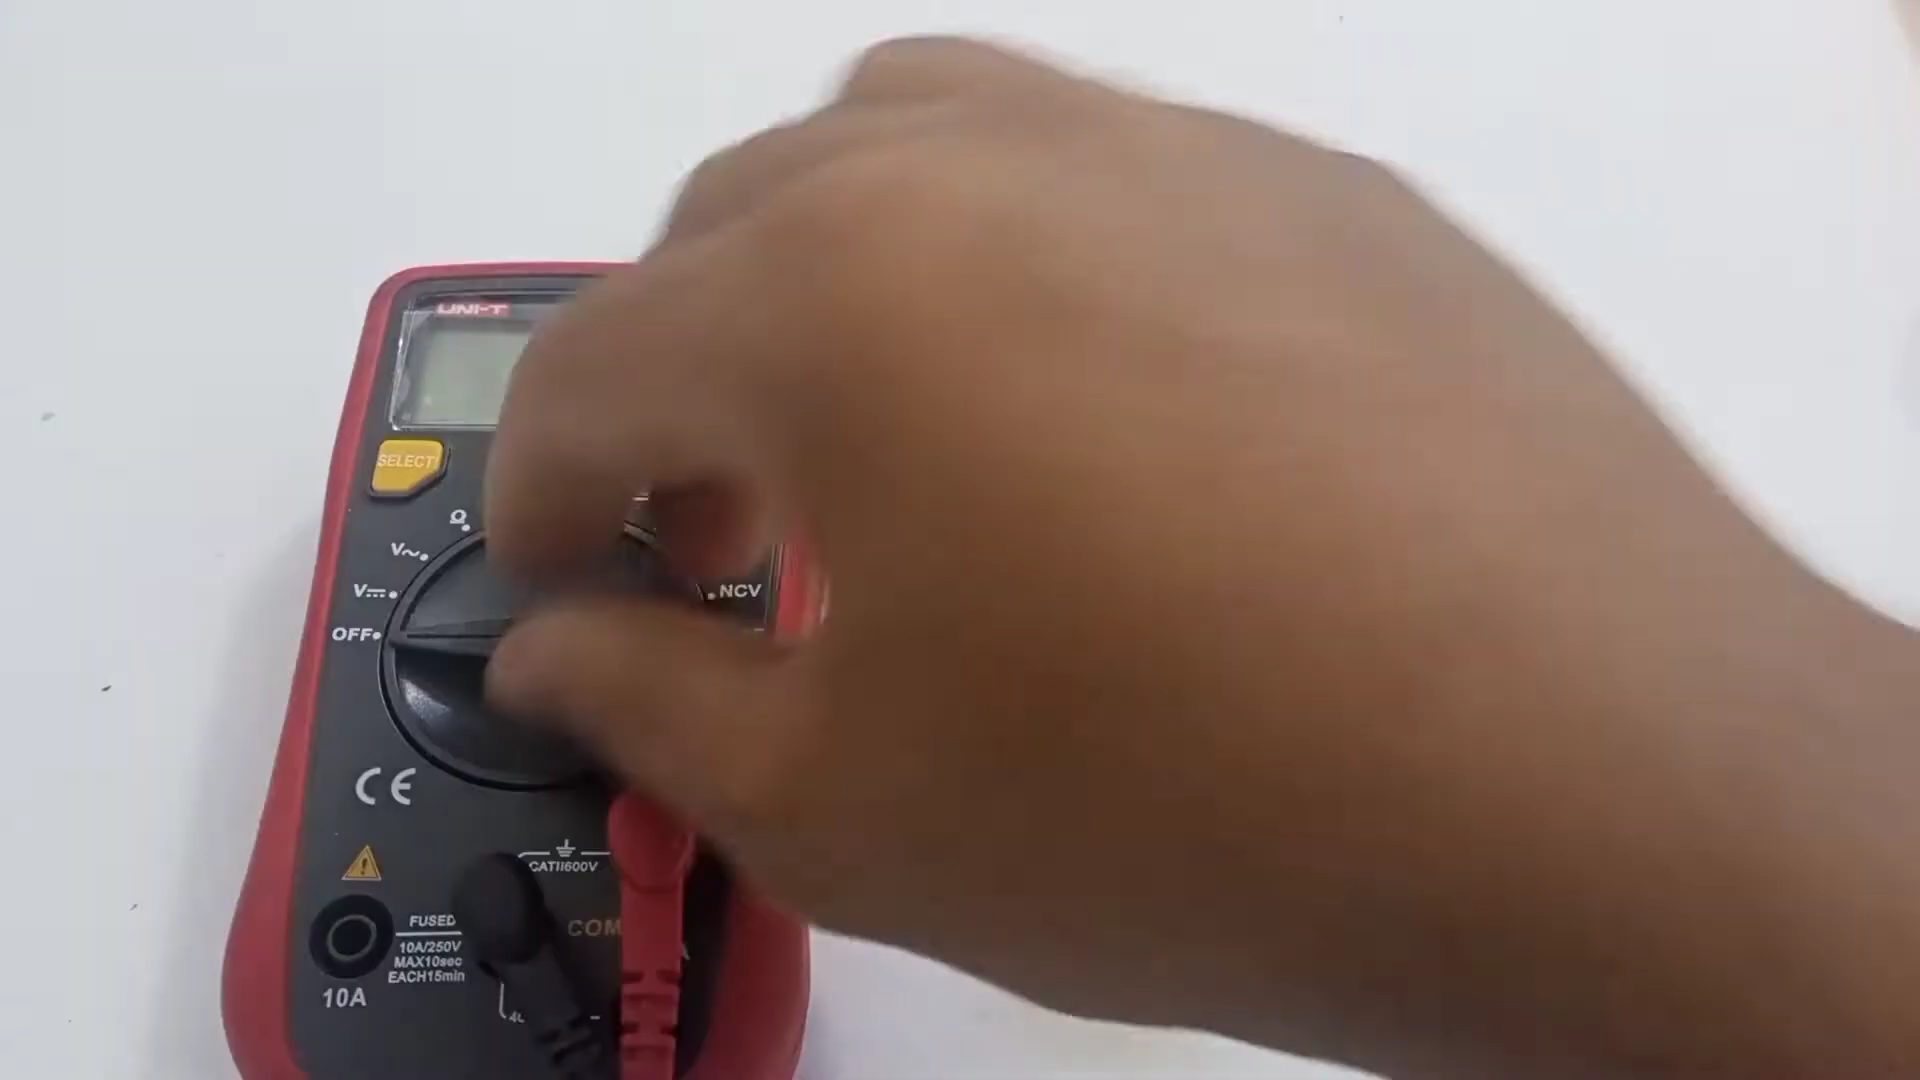 UNI-T
SELECT
Ω
V~
V⎓
NCV
OFF
CE
CATII600V
FUSED
COM
10A/250V
MAX10sec
EACH15min
10A